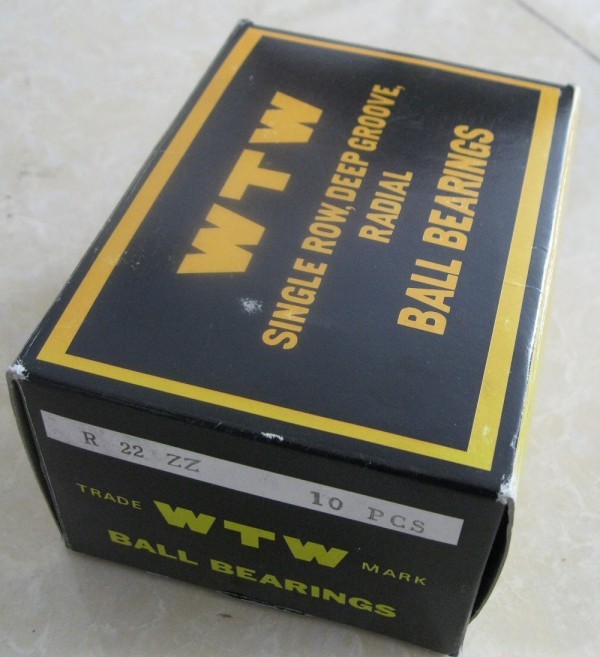 WTW
SINGLE ROW, DEEP GROOVE,
RADIAL
BALL BEARINGS
R 22 ZZ 10 PCS
TRADE WTW MARK
BALL BEARINGS